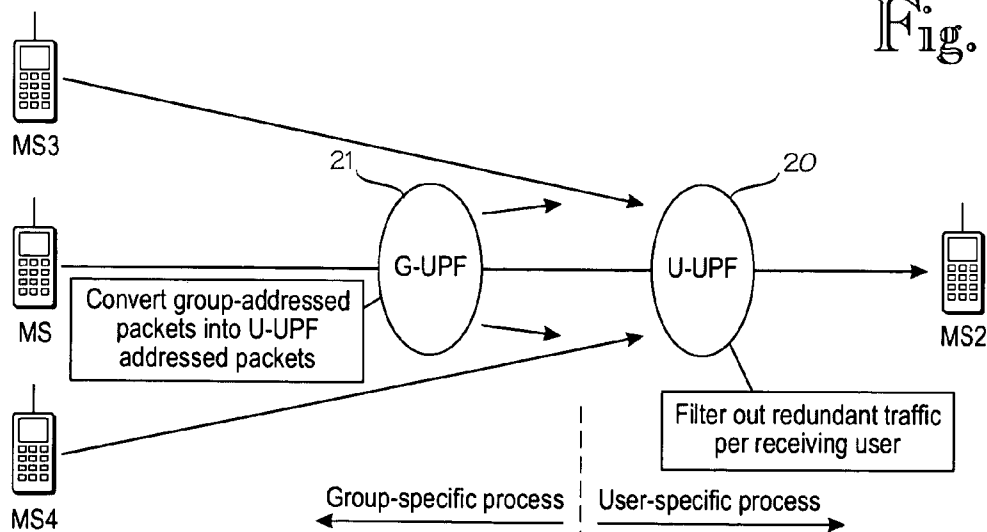 Fig.
MS3
21
20
G-UPF
U-UPF
MS
Convert group-addressed
packets into U-UPF
addressed packets
MS2
Filter out redundant traffic
per receiving user
MS4
Group-specific process
User-specific process